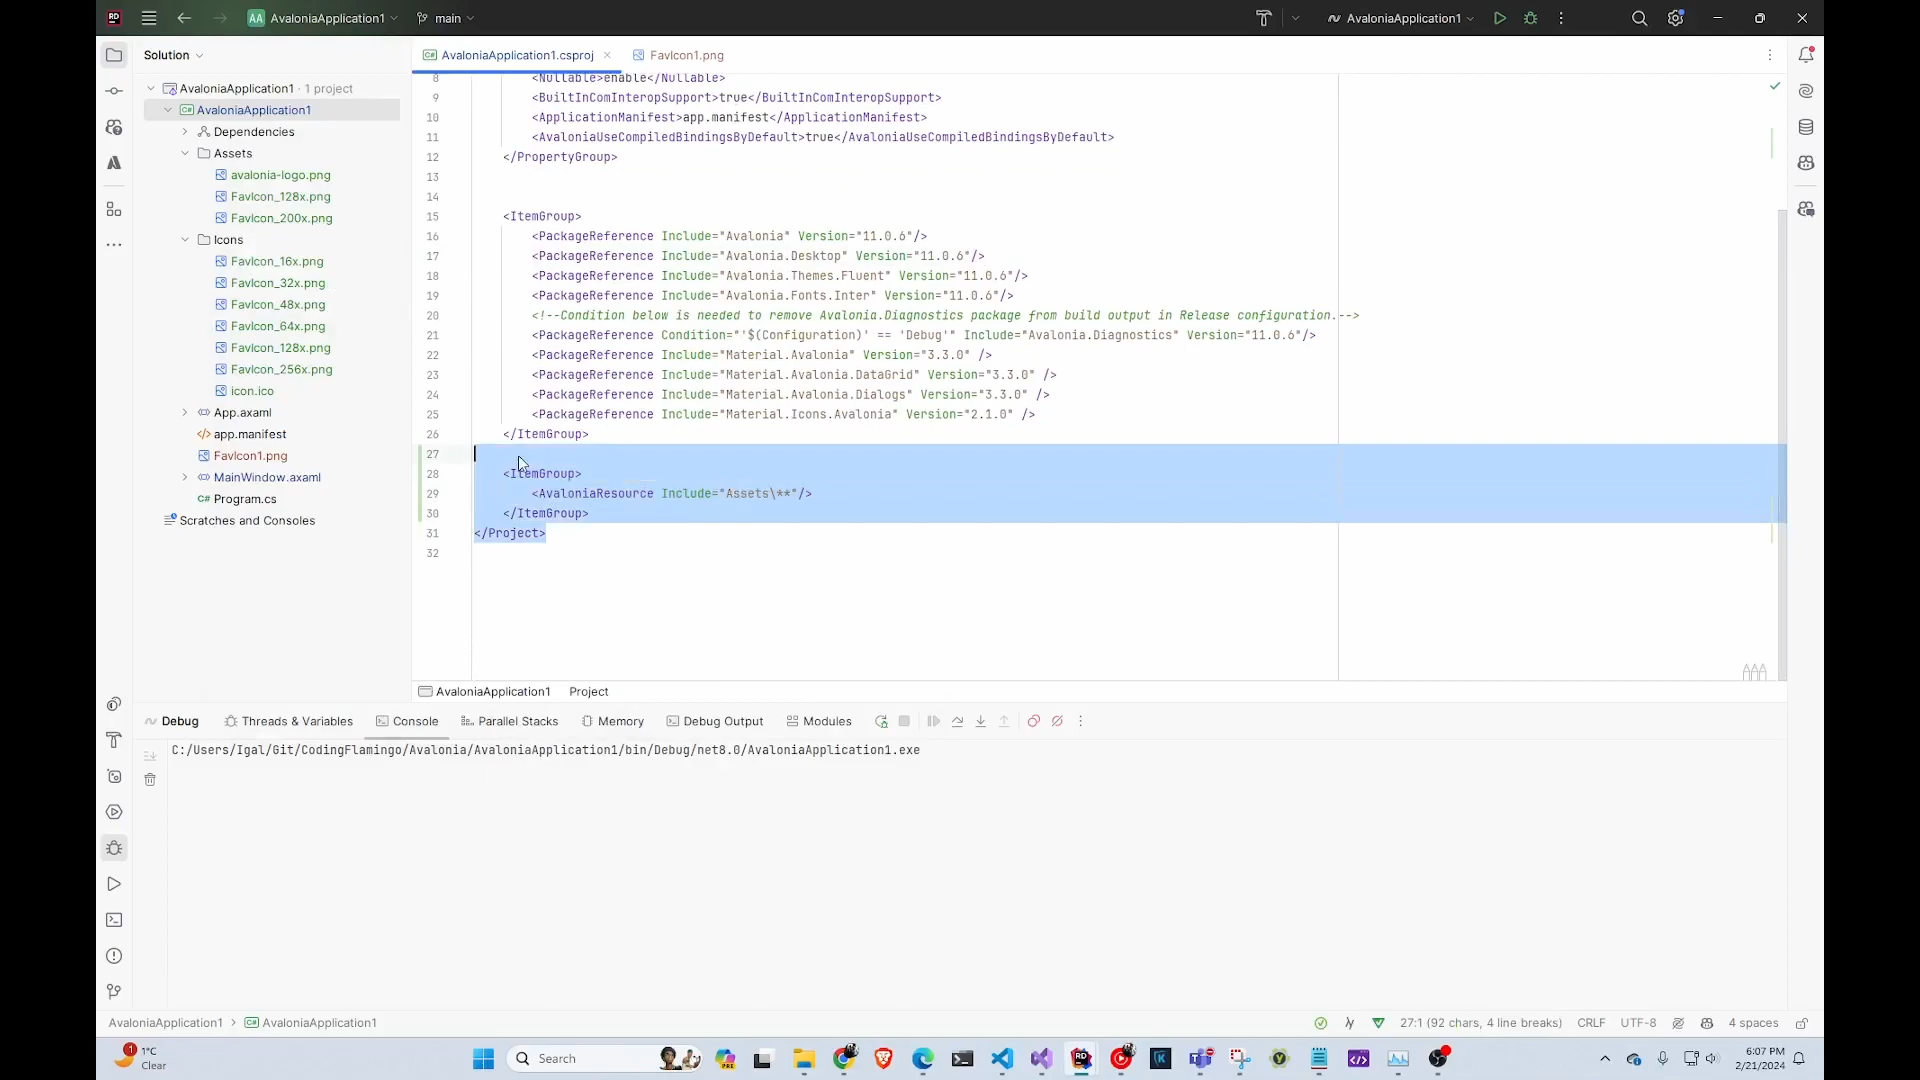 AA AvaloniaApplication1 main AvaloniaApplication1
Solution AvaloniaApplication1.csproj FavIcon1.png
AvaloniaApplication1 · 1 project
AvaloniaApplication1
Dependencies
Assets
avalonia-logo.png
FavIcon_128x.png
FavIcon_200x.png
Icons
FavIcon_16x.png
FavIcon_32x.png
FavIcon_48x.png
FavIcon_64x.png
FavIcon_128x.png
FavIcon_256x.png
icon.ico
App.axaml
app.manifest
FavIcon1.png
MainWindow.axaml
C# Program.cs
Scratches and Consoles
8 <Nullable>enable</Nullable>
9 <BuiltInComInteropSupport>true</BuiltInComInteropSupport>
10 <ApplicationManifest>app.manifest</ApplicationManifest>
11 <AvaloniaUseCompiledBindingsByDefault>true</AvaloniaUseCompiledBindingsByDefault>
12 </PropertyGroup>
13
14
15 <ItemGroup>
16 <PackageReference Include="Avalonia" Version="11.0.6"/>
17 <PackageReference Include="Avalonia.Desktop" Version="11.0.6"/>
18 <PackageReference Include="Avalonia.Themes.Fluent" Version="11.0.6"/>
19 <PackageReference Include="Avalonia.Fonts.Inter" Version="11.0.6"/>
20 <!--Condition below is needed to remove Avalonia.Diagnostics package from build output in Release configuration.-->
21 <PackageReference Condition="'$(Configuration)' == 'Debug'" Include="Avalonia.Diagnostics" Version="11.0.6"/>
22 <PackageReference Include="Material.Avalonia" Version="3.3.0" />
23 <PackageReference Include="Material.Avalonia.DataGrid" Version="3.3.0" />
24 <PackageReference Include="Material.Avalonia.Dialogs" Version="3.3.0" />
25 <PackageReference Include="Material.Icons.Avalonia" Version="2.1.0" />
26 </ItemGroup>
27
28 <ItemGroup>
29 <AvaloniaResource Include="Assets\**"/>
30 </ItemGroup>
31 </Project>
32
AvaloniaApplication1 Project
Debug Threads & Variables Console Parallel Stacks Memory Debug Output Modules
C:/Users/Igal/Git/CodingFlamingo/Avalonia/AvaloniaApplication1/bin/Debug/net8.0/AvaloniaApplication1.exe
AvaloniaApplication1 > AvaloniaApplication1 27:1 (92 chars, 4 line breaks) CRLF UTF-8 4 spaces
1 1°C
Clear
Search
6:07 PM
2/21/2024